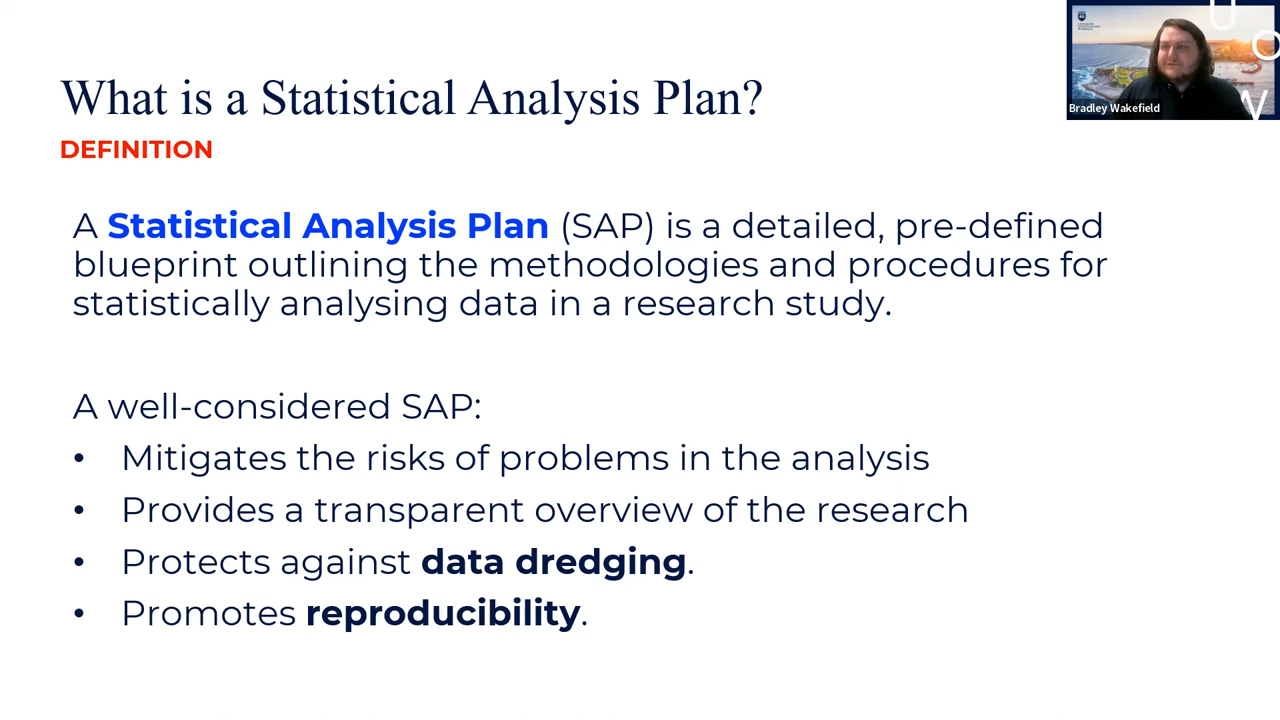 What is a Statistical Analysis Plan?
DEFINITION
A Statistical Analysis Plan (SAP) is a detailed, pre-defined
blueprint outlining the methodologies and procedures for
statistically analysing data in a research study.
A well-considered SAP:
• Mitigates the risks of problems in the analysis
• Provides a transparent overview of the research
• Protects against data dredging.
• Promotes reproducibility.
U
O
W
Bradley Wakefield